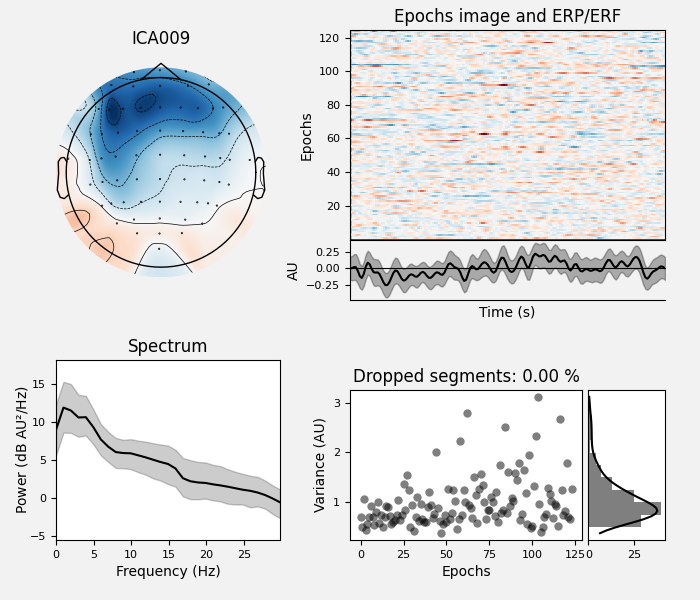 ICA009
Epochs image and ERP/ERF
120
100
80
60
40
20
Epochs
0.25
0.00
−0.25
AU
Time (s)
Spectrum
15
10
5
0
−5
Power (dB AU²/Hz)
0 5 10 15 20 25
Frequency (Hz)
Dropped segments: 0.00 %
3
2
1
Variance (AU)
0 25 50 75 100 125
Epochs
0 25